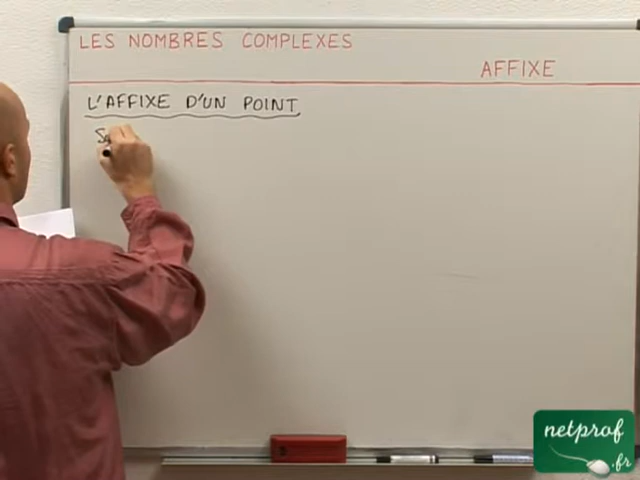 LES NOMBRES COMPLEXES
AFFIXE
L'AFFIXE D'UN POINT
netprof
.fr